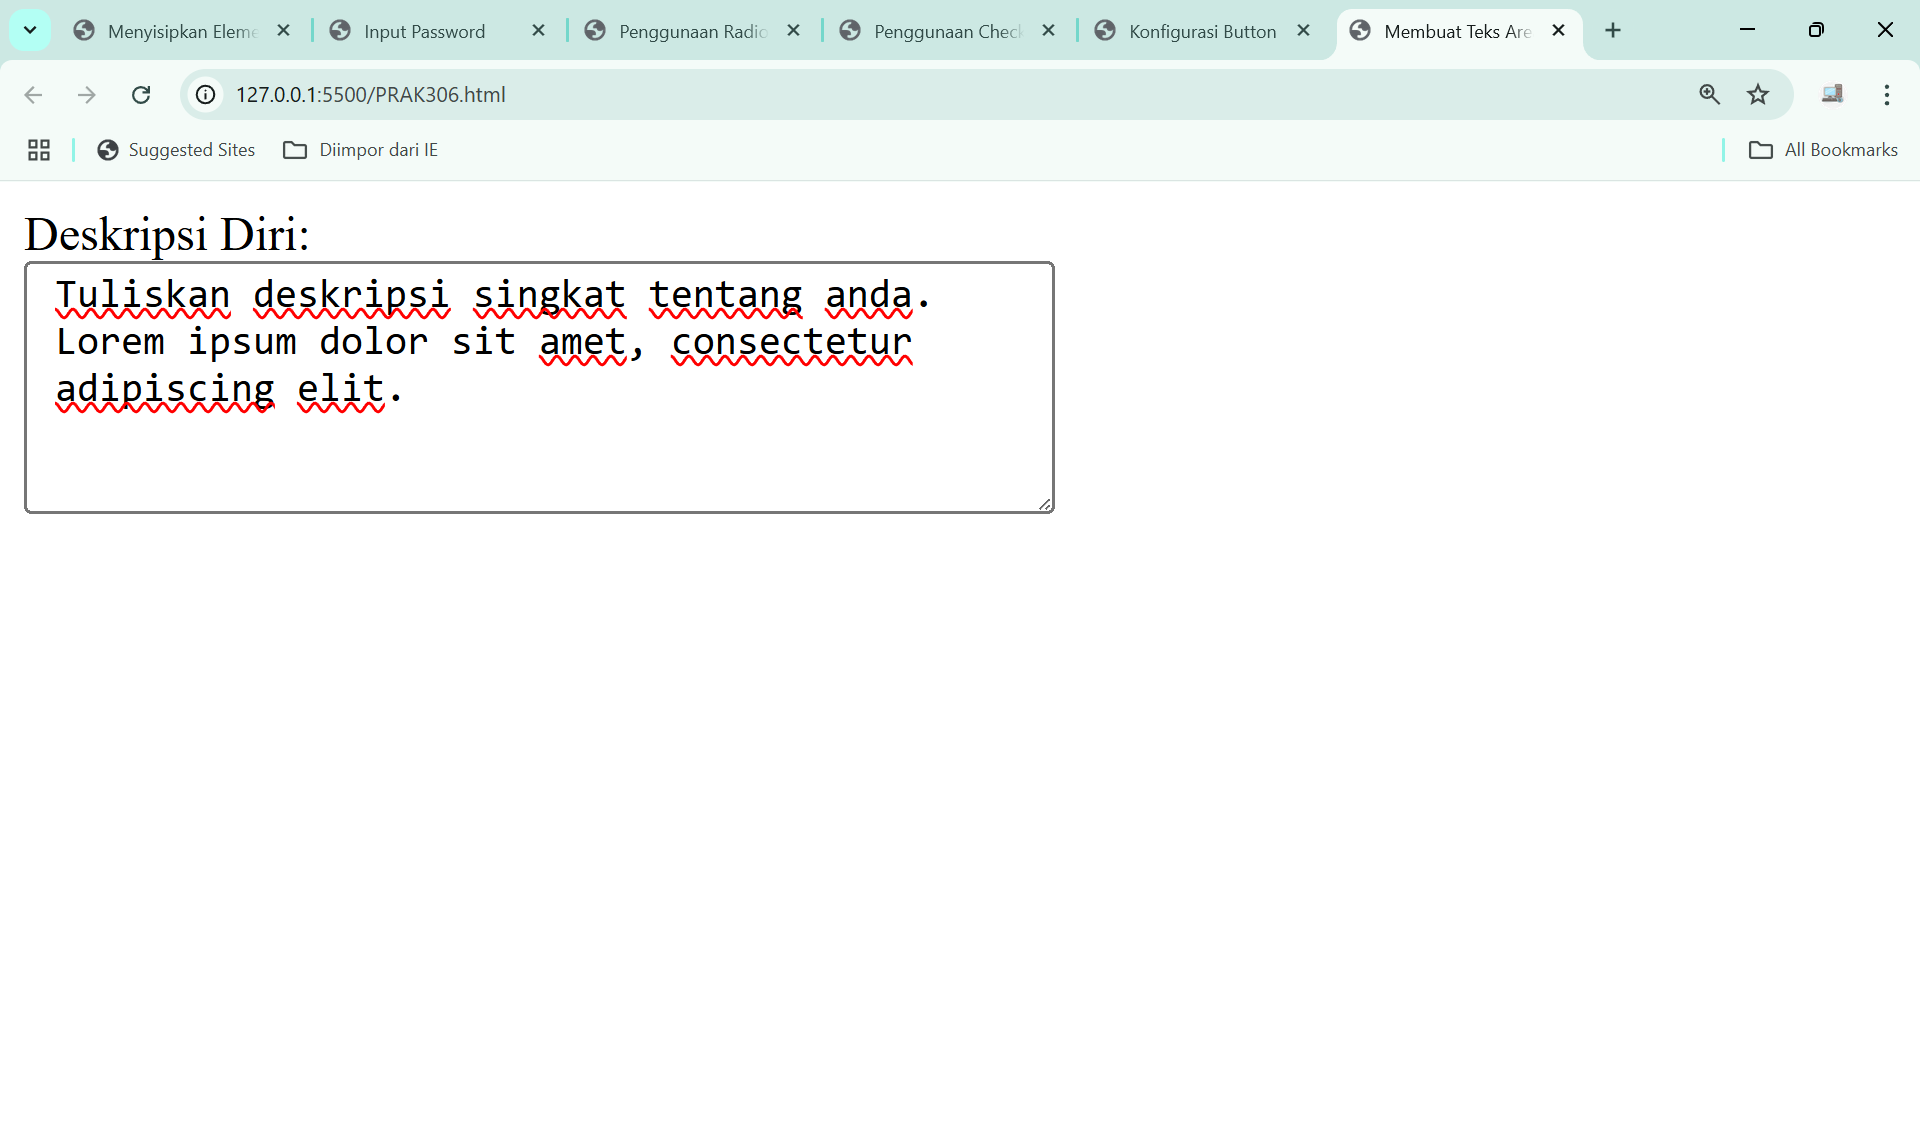 Menyisipkan Eleme
Input Password
Penggunaan Radio
Penggunaan Check
Konfigurasi Button
Membuat Teks Are
127.0.0.1:5500/PRAK306.html
Suggested Sites
Diimpor dari IE
All Bookmarks
Deskripsi Diri:
Tuliskan deskripsi singkat tentang anda.
Lorem ipsum dolor sit amet, consectetur
adipiscing elit.